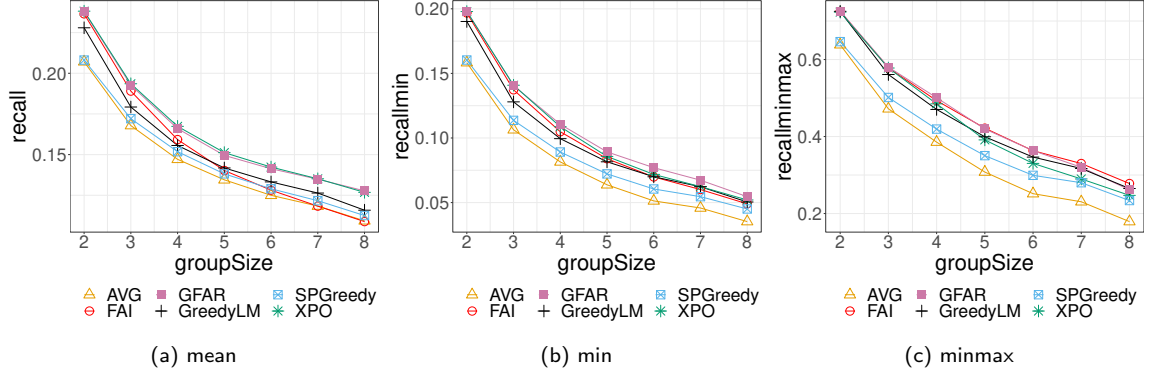 recall
0.20
0.15
2 3 4 5 6 7 8
groupSize
AVG GFAR SPGreedy
FAI GreedyLM XPO
(a) mean
recallmin
0.20
0.15
0.10
0.05
2 3 4 5 6 7 8
groupSize
AVG GFAR SPGreedy
FAI GreedyLM XPO
(b) min
recallminmax
0.6
0.4
0.2
2 3 4 5 6 7 8
groupSize
AVG GFAR SPGreedy
FAI GreedyLM XPO
(c) minmax